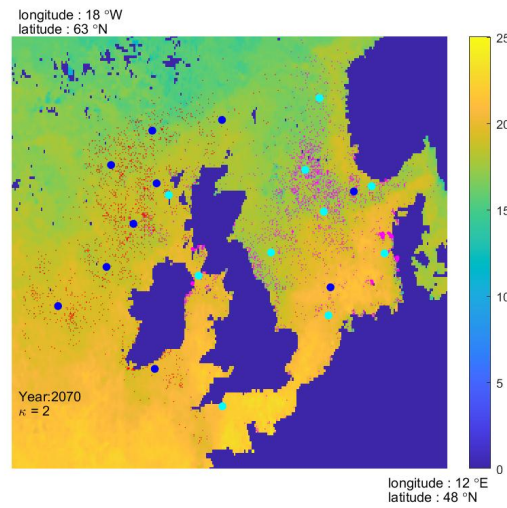 longitude : 18 °W
latitude : 63 °N
25
20
15
10
5
0
Year:2070
κ = 2
longitude : 12 °E
latitude : 48 °N